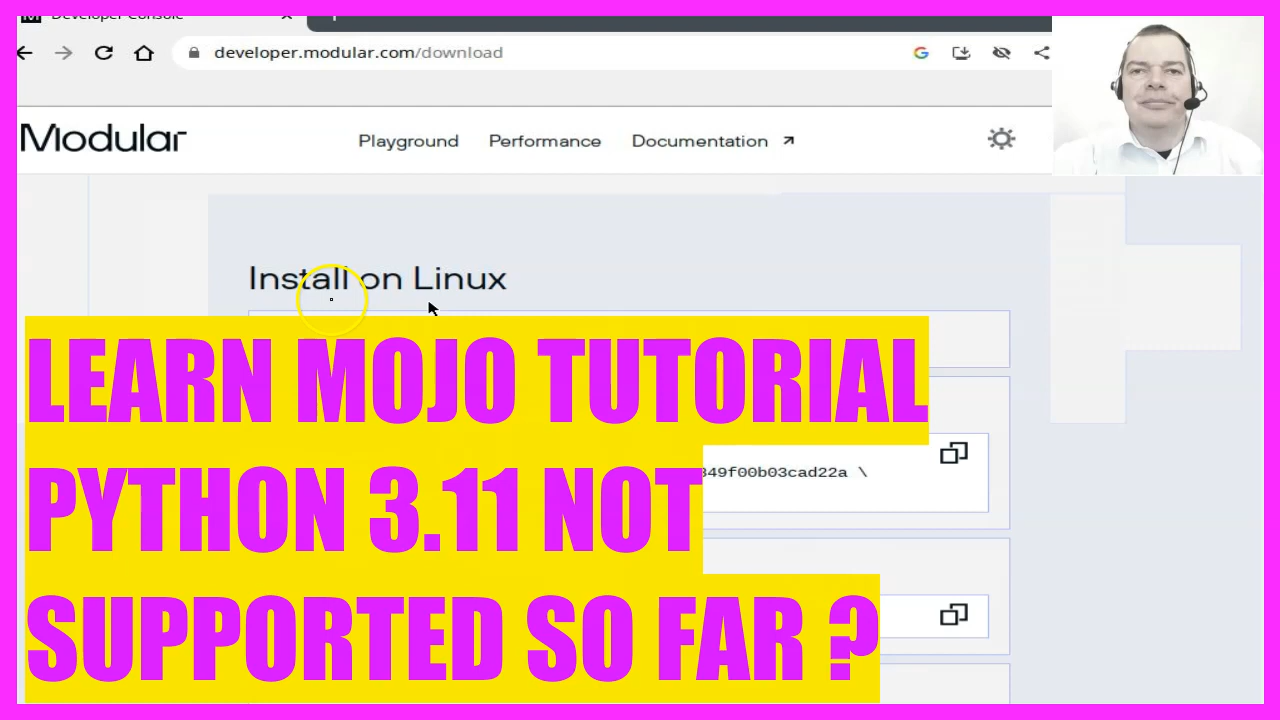 Developer Console
developer.modular.com/download
Modular
Playground
Performance
Documentation
Install on Linux
349f00b03cad22a \
LEARN MOJO TUTORIAL
PYTHON 3.11 NOT
SUPPORTED SO FAR ?